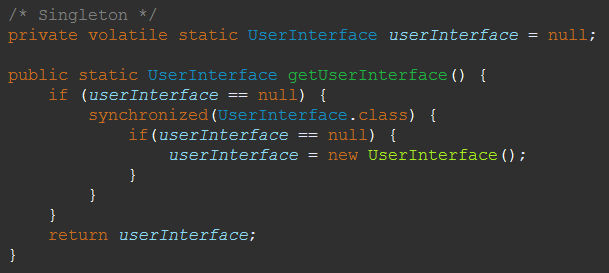 /* Singleton */
private volatile static UserInterface userInterface = null;
public static UserInterface getUserInterface() {
if (userInterface == null) {
synchronized(UserInterface.class) {
if(userInterface == null) {
userInterface = new UserInterface();
}
}
}
return userInterface;
}